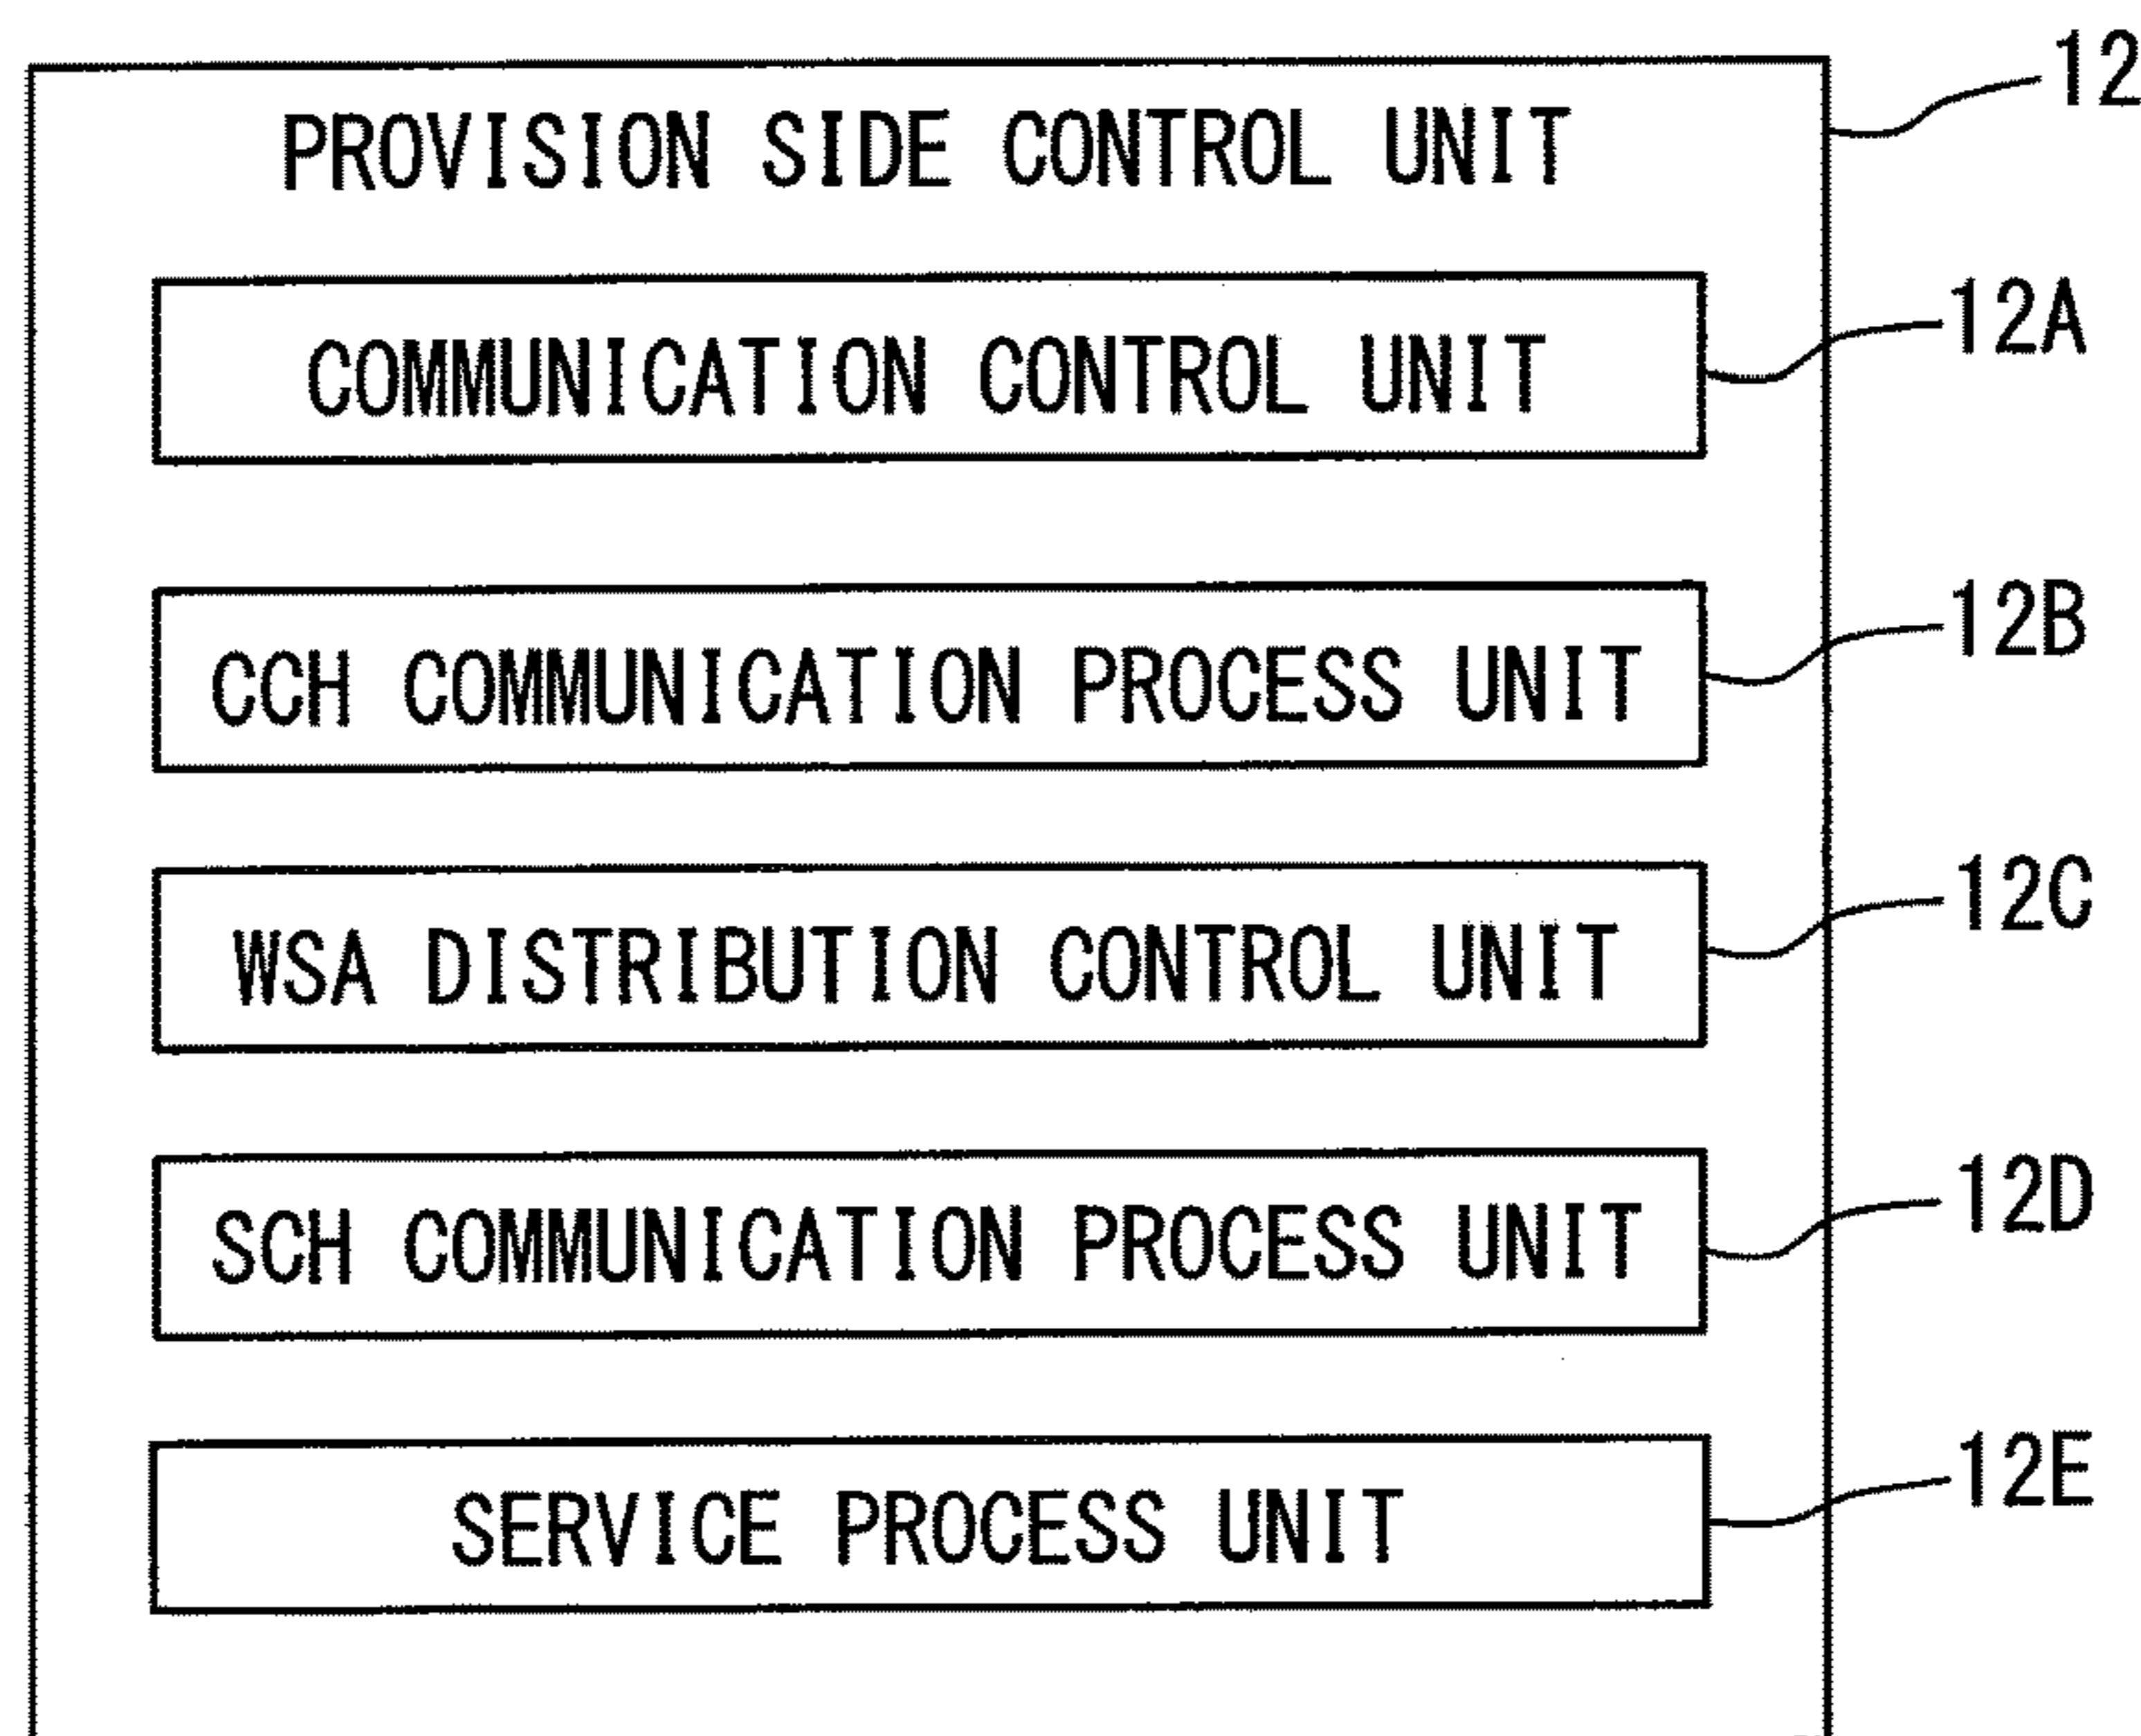 12
PROVISION SIDE CONTROL UNIT
12A
COMMUNICATION CONTROL UNIT
12B
CCH COMMUNICATION PROCESS UNIT
12C
WSA DISTRIBUTION CONTROL UNIT
12D
SCH COMMUNICATION PROCESS UNIT
12E
SERVICE PROCESS UNIT